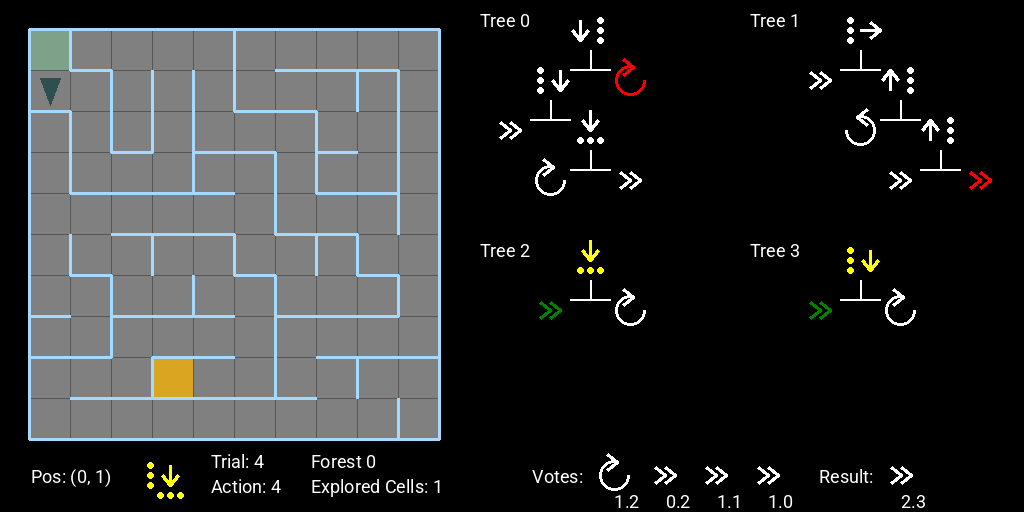 Tree 0
Tree 1
Tree 2
Tree 3
Pos: (0, 1)
Trial: 4
Forest 0
Action: 4
Explored Cells: 1
Votes:
1.2
0.2
1.1
1.0
Result:
2.3